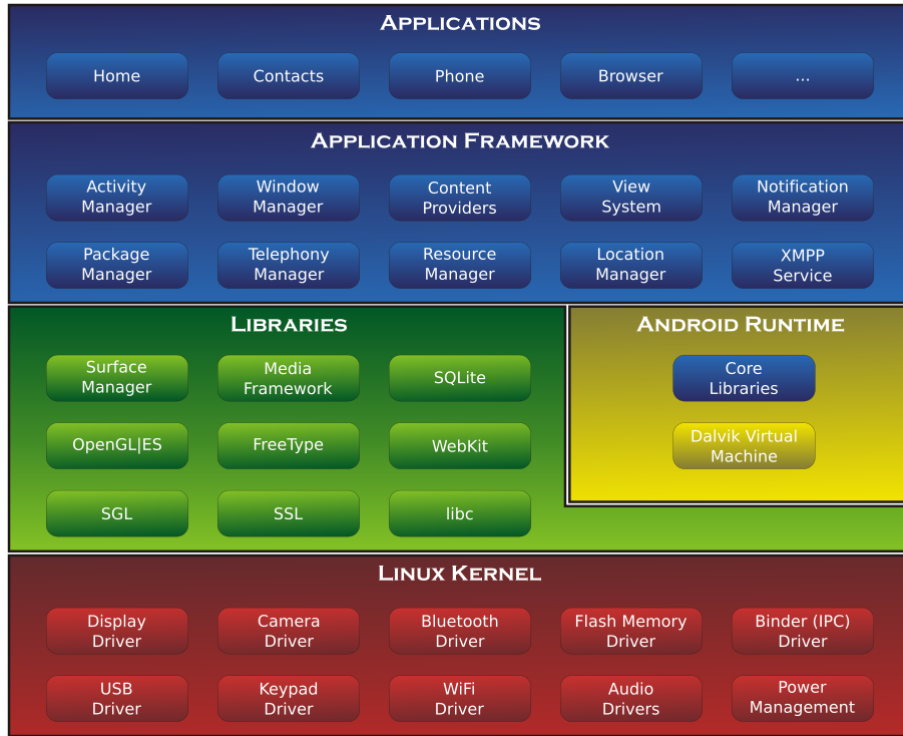 APPLICATIONS
Home
Contacts
Phone
Browser
...
APPLICATION FRAMEWORK
Activity
Manager
Window
Manager
Content
Providers
View
System
Notification
Manager
Package
Manager
Telephony
Manager
Resource
Manager
Location
Manager
XMPP
Service
LIBRARIES
Surface
Manager
Media
Framework
SQLite
OpenGL|ES
FreeType
WebKit
SGL
SSL
libc
ANDROID RUNTIME
Core
Libraries
Dalvik Virtual
Machine
LINUX KERNEL
Display
Driver
Camera
Driver
Bluetooth
Driver
Flash Memory
Driver
Binder (IPC)
Driver
USB
Driver
Keypad
Driver
WiFi
Driver
Audio
Drivers
Power
Management